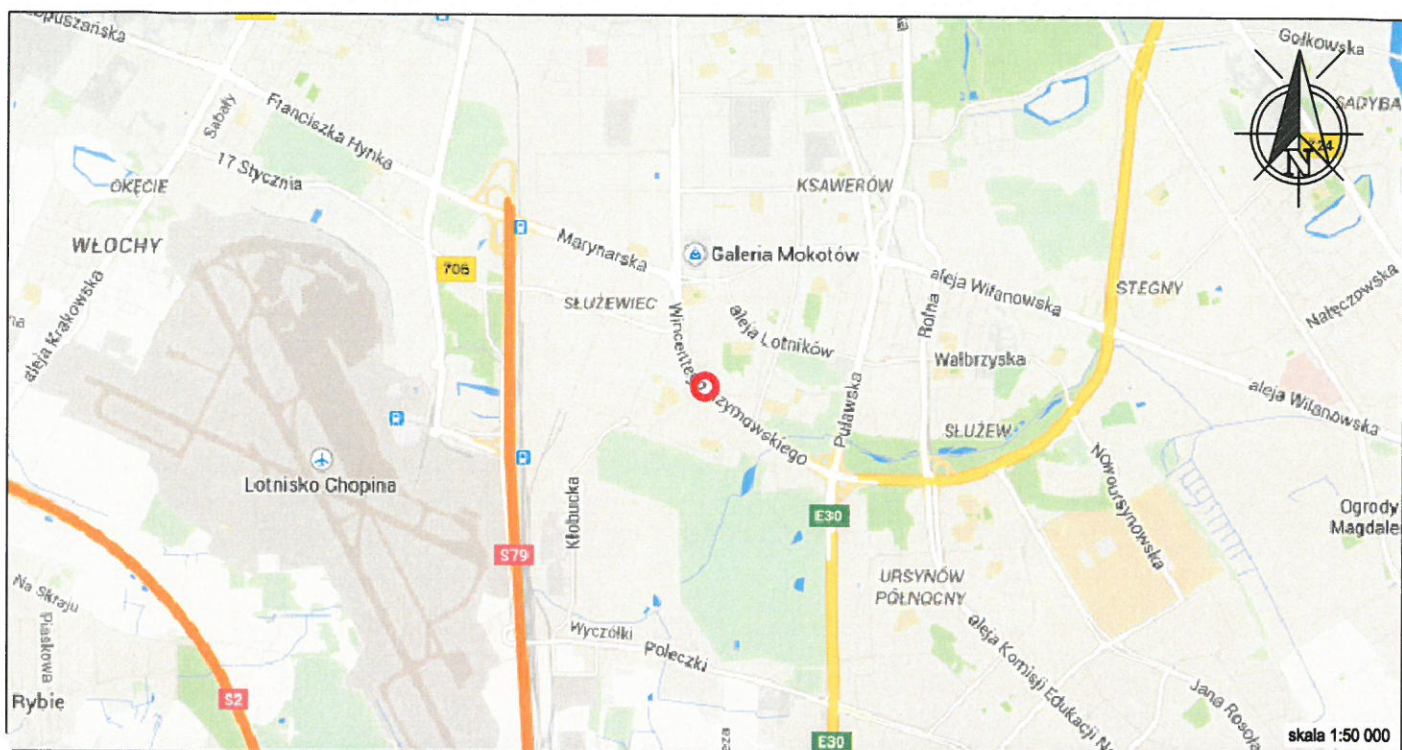 Gołkowska
SADYBA
724
Franciszka Hynka
Sabały
17 Stycznia
OKĘCIE
KSAWERÓW
WŁOCHY
Marynarska
Galeria Mokotów
706
aleja Wilanowska
STEGNY
Nałęczowska
aleja Krakowska
SŁUŻEWIEC
aleja Lotników
Rolna
Wałbrzyska
aleja Wilanowska
Puławska
SŁUŻEW
Nowoursynowska
Lotnisko Chopina
Kłobucka
E30
Ogrody
S79
URSYNÓW
PÓŁNOCNY
Na Skraju
Piaskowa
Wyczółki
Poleczki
aleja Komisji Edukacji
Jana Rosoła
Rybie
S2
E30
N
skala 1:50 000